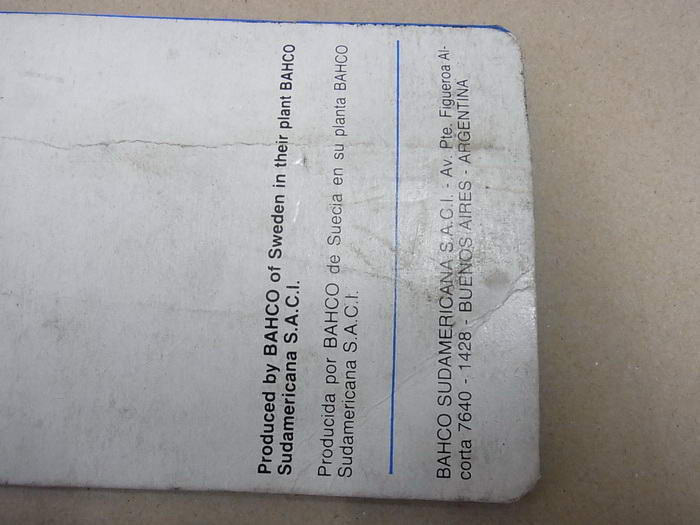 Produced by BAHCO of Sweden in their plant BAHCO
Sudamericana S.A.C.I.
Producida por BAHCO de Suecia en su planta BAHCO
Sudamericana S.A.C.I.
BAHCO SUDAMERICANA S.A.C.I. - Av. Pte. Figueroa Al-
corta 7640 - 1428 - BUENOS AIRES - ARGENTINA